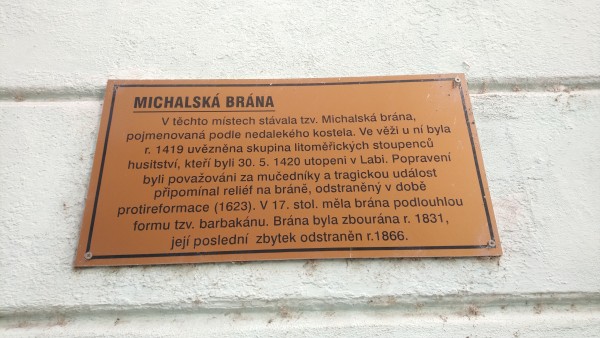 MICHALSKÁ BRÁNA
V těchto místech stávala tzv. Michalská brána,
pojmenovaná podle nedalekého kostela. Ve věži u ní byla
r. 1419 uvězněna skupina litoměřických stoupenců
husitství, kteří byli 30. 5. 1420 utopeni v Labi. Popravení
byli považováni za mučedníky a tragickou událost
připomínal reliéf na bráně, odstraněný v době
protireformace (1623). V 17. stol. měla brána podlouhlou
formu tzv. barbakánu. Brána byla zbourána r. 1831,
její poslední zbytek odstraněn r.1866.